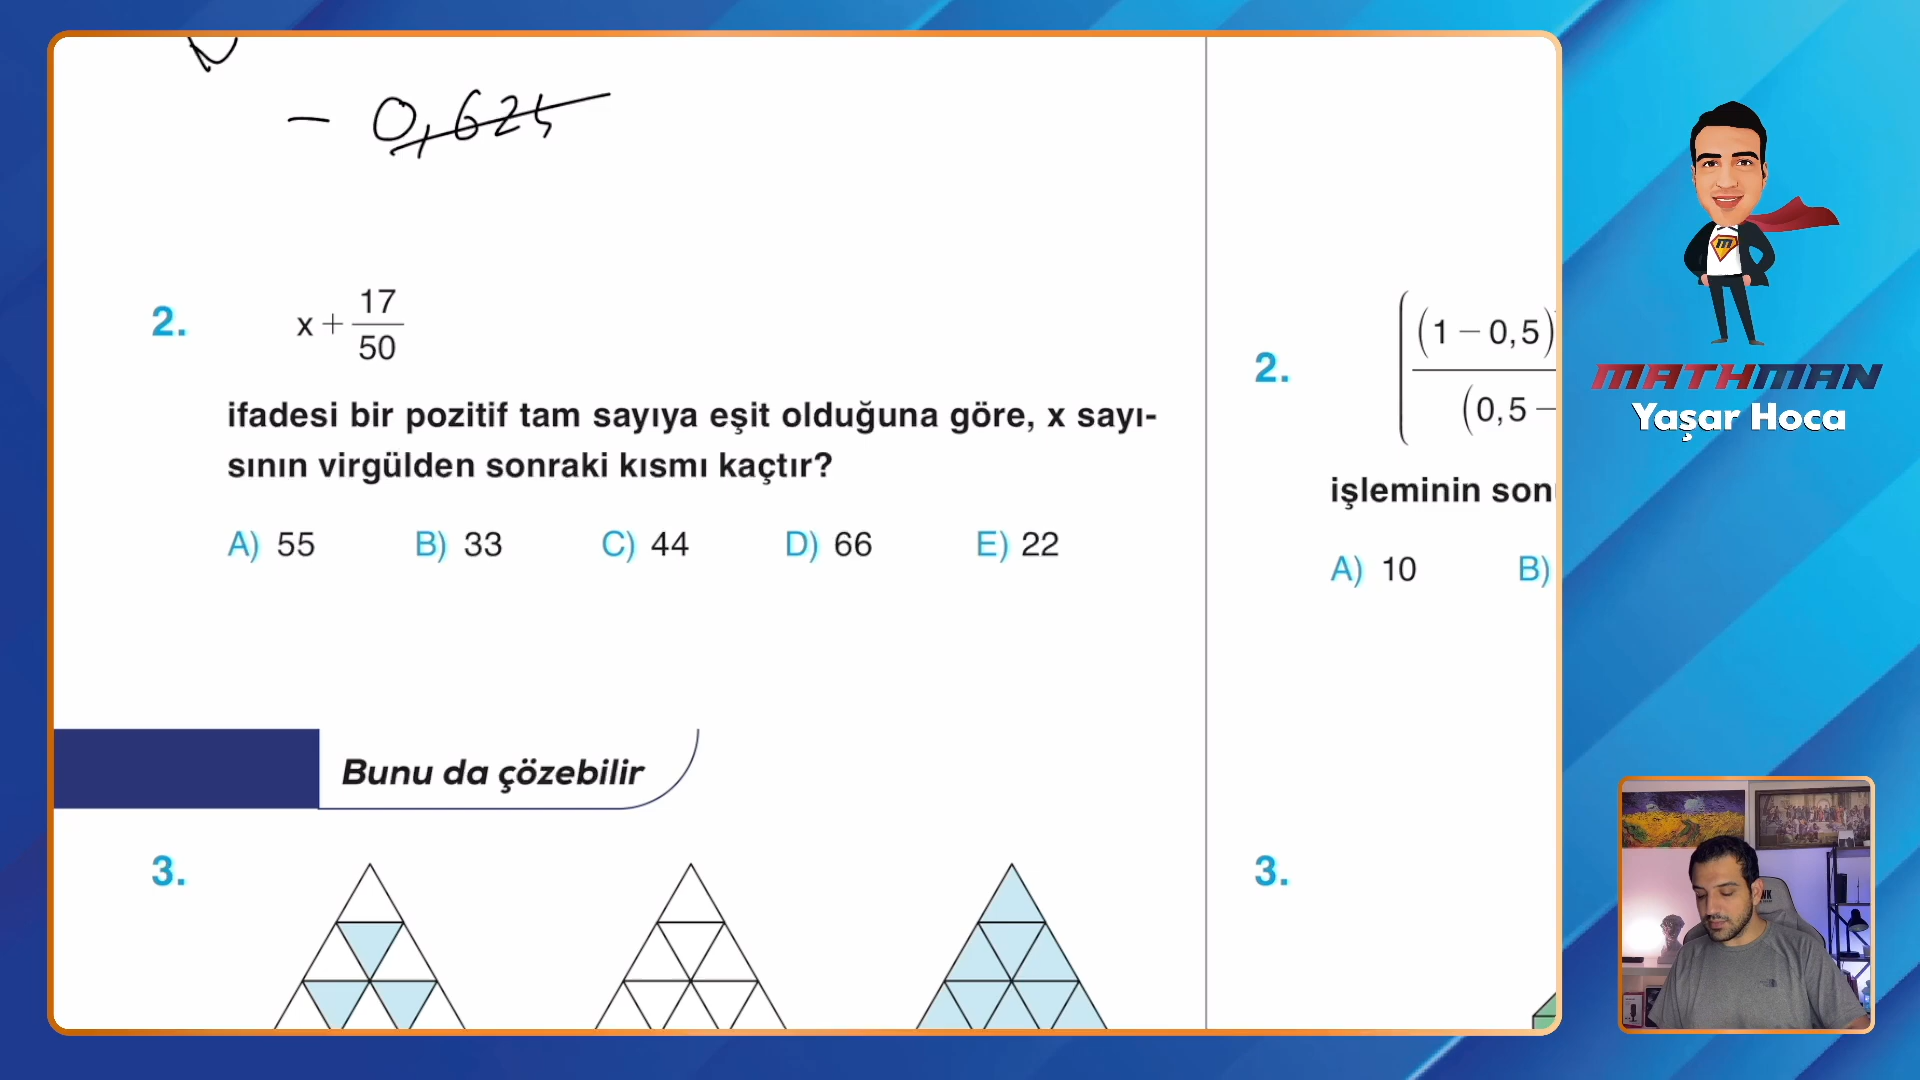 - 0,625
2.
x + 17/50
ifadesi bir pozitif tam sayıya eşit olduğuna göre, x sayı-
sının virgülden sonraki kısmı kaçtır?
A) 55 B) 33 C) 44 D) 66 E) 22
Bunu da çözebilir
3.
2.
(1 − 0,5)
(0,5 −
işleminin son
A) 10 B)
3.
MATHMAN
Yaşar Hoca